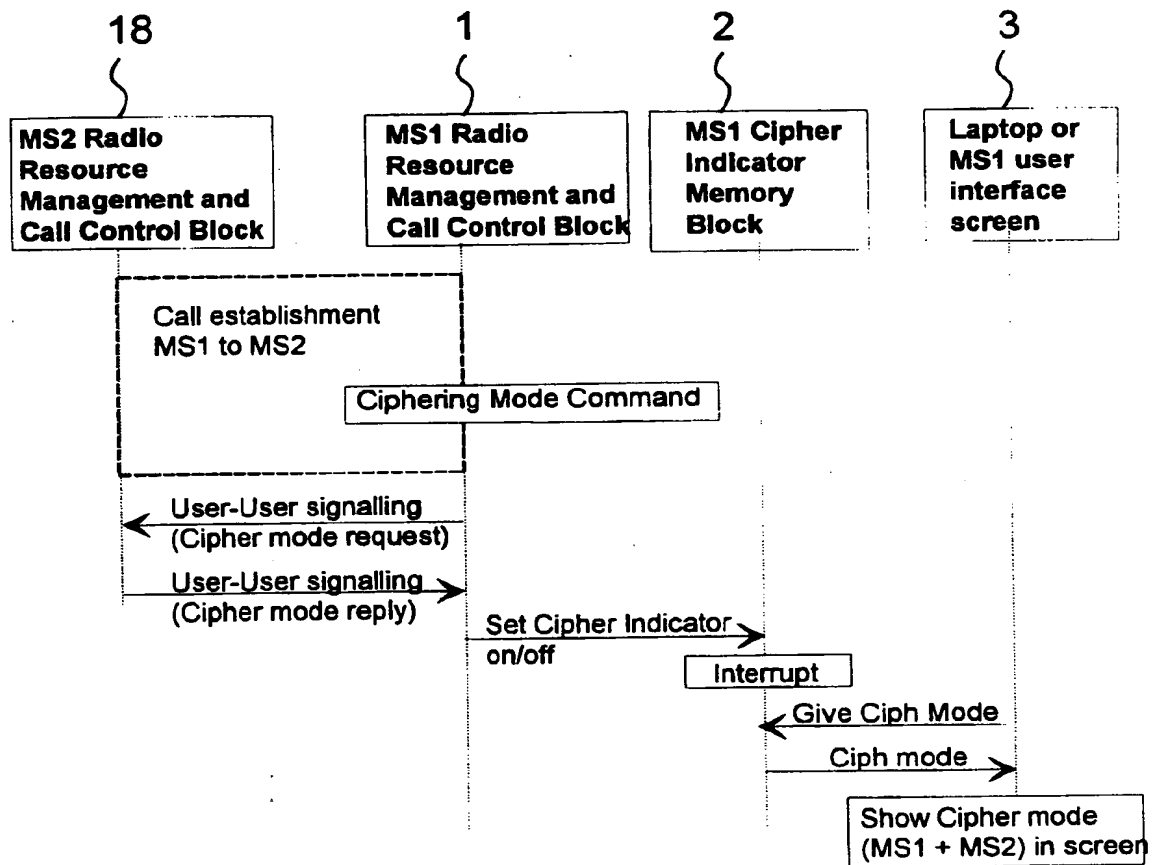 18
1
2
3
MS2 Radio
Resource
Management and
Call Control Block
MS1 Radio
Resource
Management and
Call Control Block
MS1 Cipher
Indicator
Memory
Block
Laptop or
MS1 user
interface
screen
Call establishment
MS1 to MS2
Ciphering Mode Command
User-User signalling
(Cipher mode request)
User-User signalling
(Cipher mode reply)
Set Cipher Indicator
on/off
Interrupt
Give Ciph Mode
Ciph mode
Show Cipher mode
(MS1 + MS2) in screen